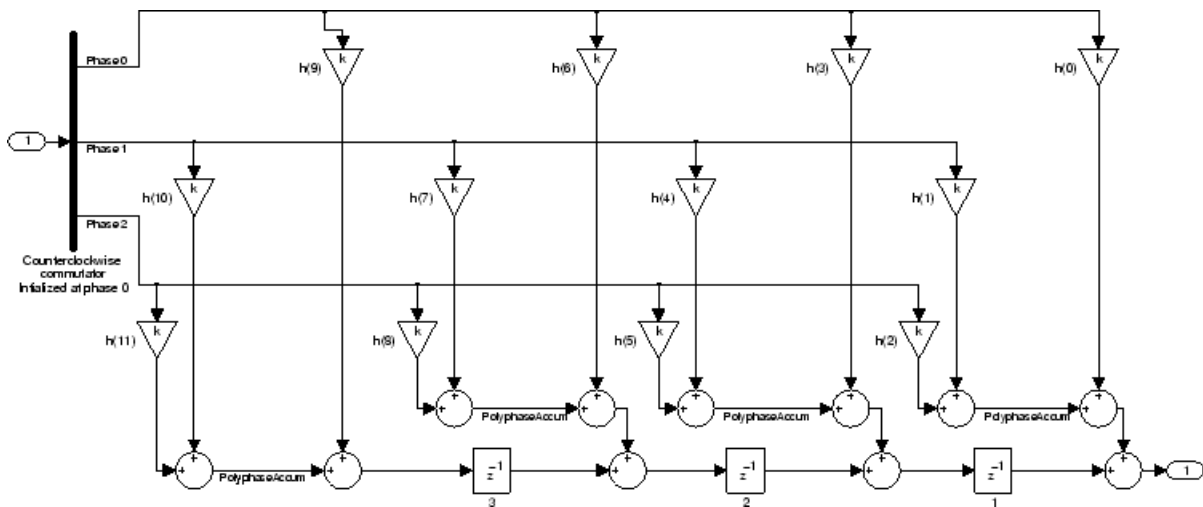 Phase 0
k
k
k
k
h(9)
h(6)
h(3)
h(0)
1
Phase 1
k
k
k
k
h(10)
h(7)
h(4)
h(1)
Phase 2
Counterclockwise
commutator
Intialized at phase 0
k
k
k
k
h(11)
h(8)
h(5)
h(2)
+
+
+
+
+
+
+
+
+
+
+
+
PolyphaseAccum
PolyphaseAccum
PolyphaseAccum
+
+
+
+
+
+
+
+
+
+
PolyphaseAccum
z-1
z-1
z-1
1
3
2
1